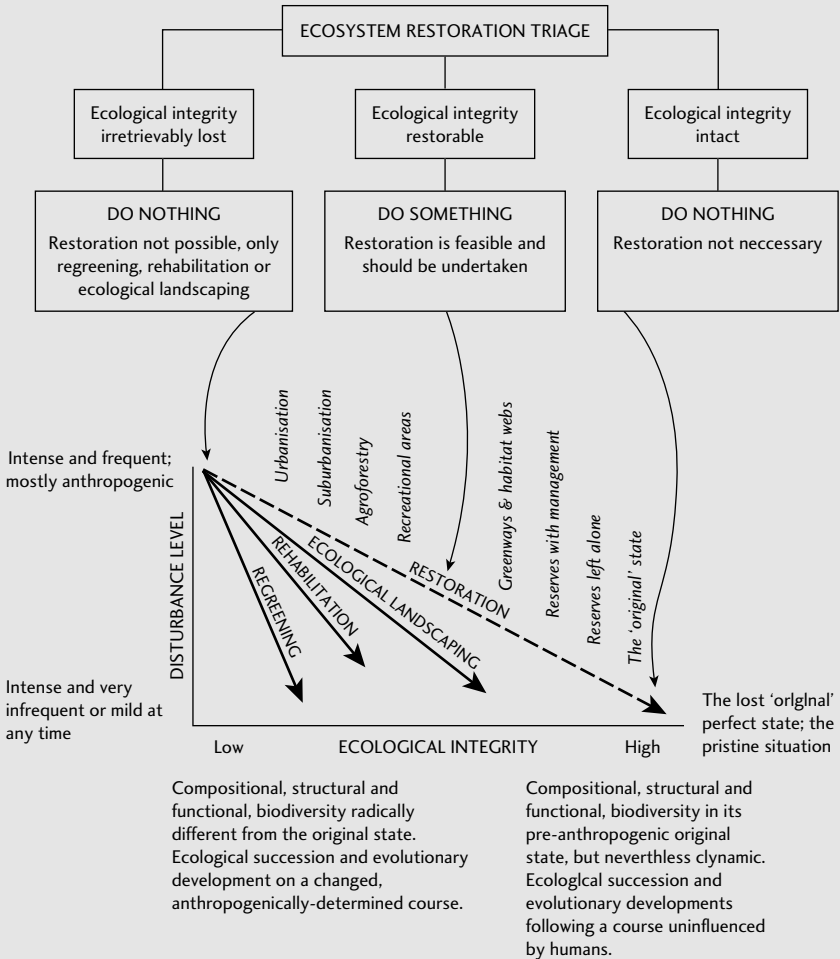 ECOSYSTEM RESTORATION TRIAGE
Ecological integrity
irretrievably lost
Ecological integrity
restorable
Ecological integrity
intact
DO NOTHING
Restoration not possible, only
regreening, rehabilitation or
ecological landscaping
DO SOMETHING
Restoration is feasible and
should be undertaken
DO NOTHING
Restoration not neccessary
Urbanisation
Suburbanisation
Agroforestry
Recreational areas
Greenways & habitat webs
Reserves with management
Reserves left alone
The 'original' state
Intense and frequent;
mostly anthropogenic
DISTURBANCE LEVEL
REGREENING
REHABILITATION
ECOLOGICAL LANDSCAPING
RESTORATION
Intense and very
infrequent or mild at
any time
The lost 'orlglnal'
perfect state; the
pristine situation
Low
ECOLOGICAL INTEGRITY
High
Compositional, structural and
functional, biodiversity radically
different from the original state.
Ecological succession and evolutionary
development on a changed,
anthropogenically-determined course.
Compositional, structural and
functional, biodiversity in its
pre-anthropogenic original
state, but neverthless clynamic.
Ecologlcal succession and
evolutionary developments
following a course uninfluenced
by humans.